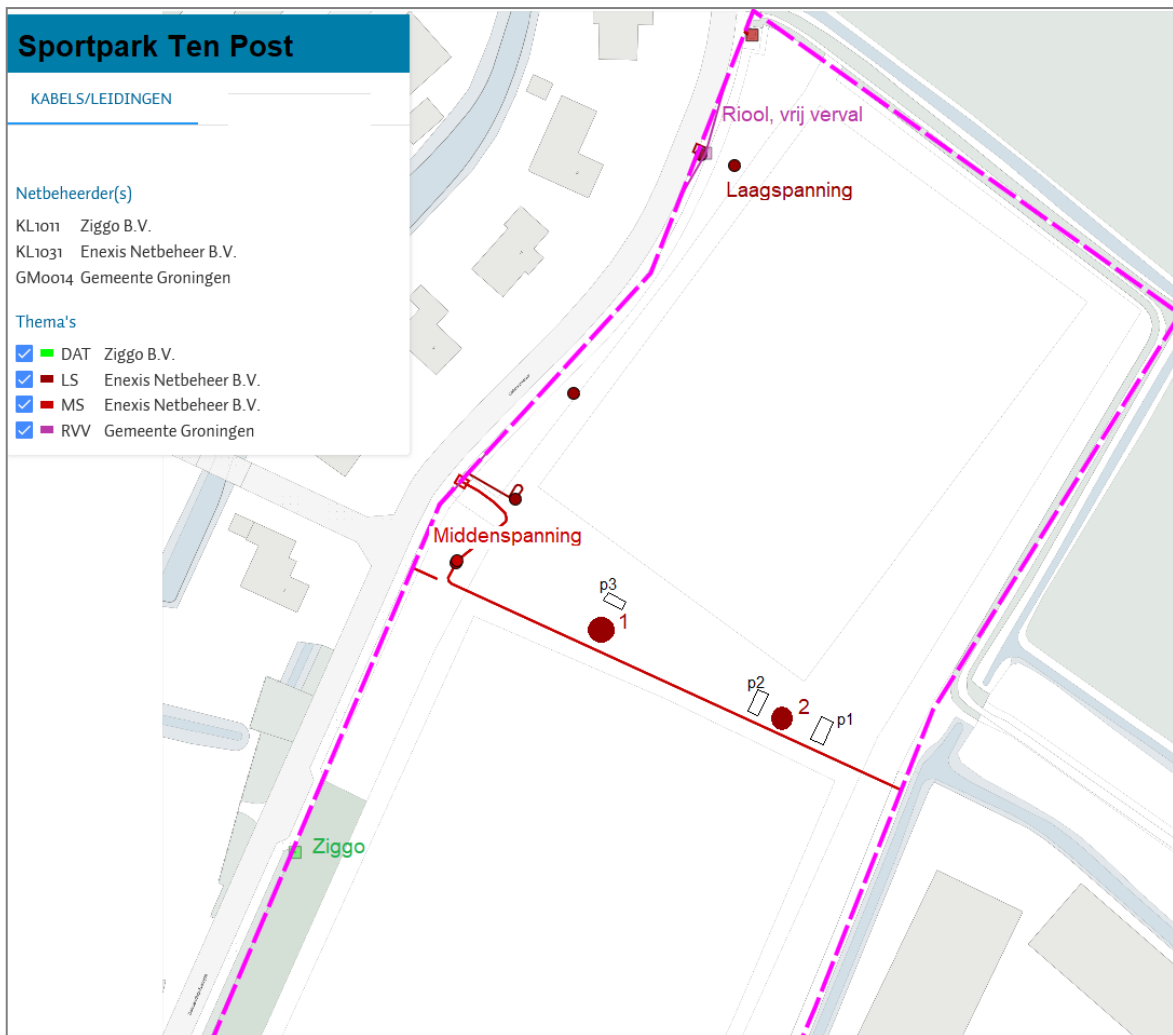 Sportpark Ten Post
KABELS/LEIDINGEN
Netbeheerder(s)
KL1011 Ziggo B.V.
KL1031 Enexis Netbeheer B.V.
GM0014 Gemeente Groningen
Thema's
DAT Ziggo B.V.
LS Enexis Netbeheer B.V.
MS Enexis Netbeheer B.V.
RVV Gemeente Groningen
Riool, vrij verval
Laagspanning
Middenspanning
p3
1
p2
2
p1
Ziggo